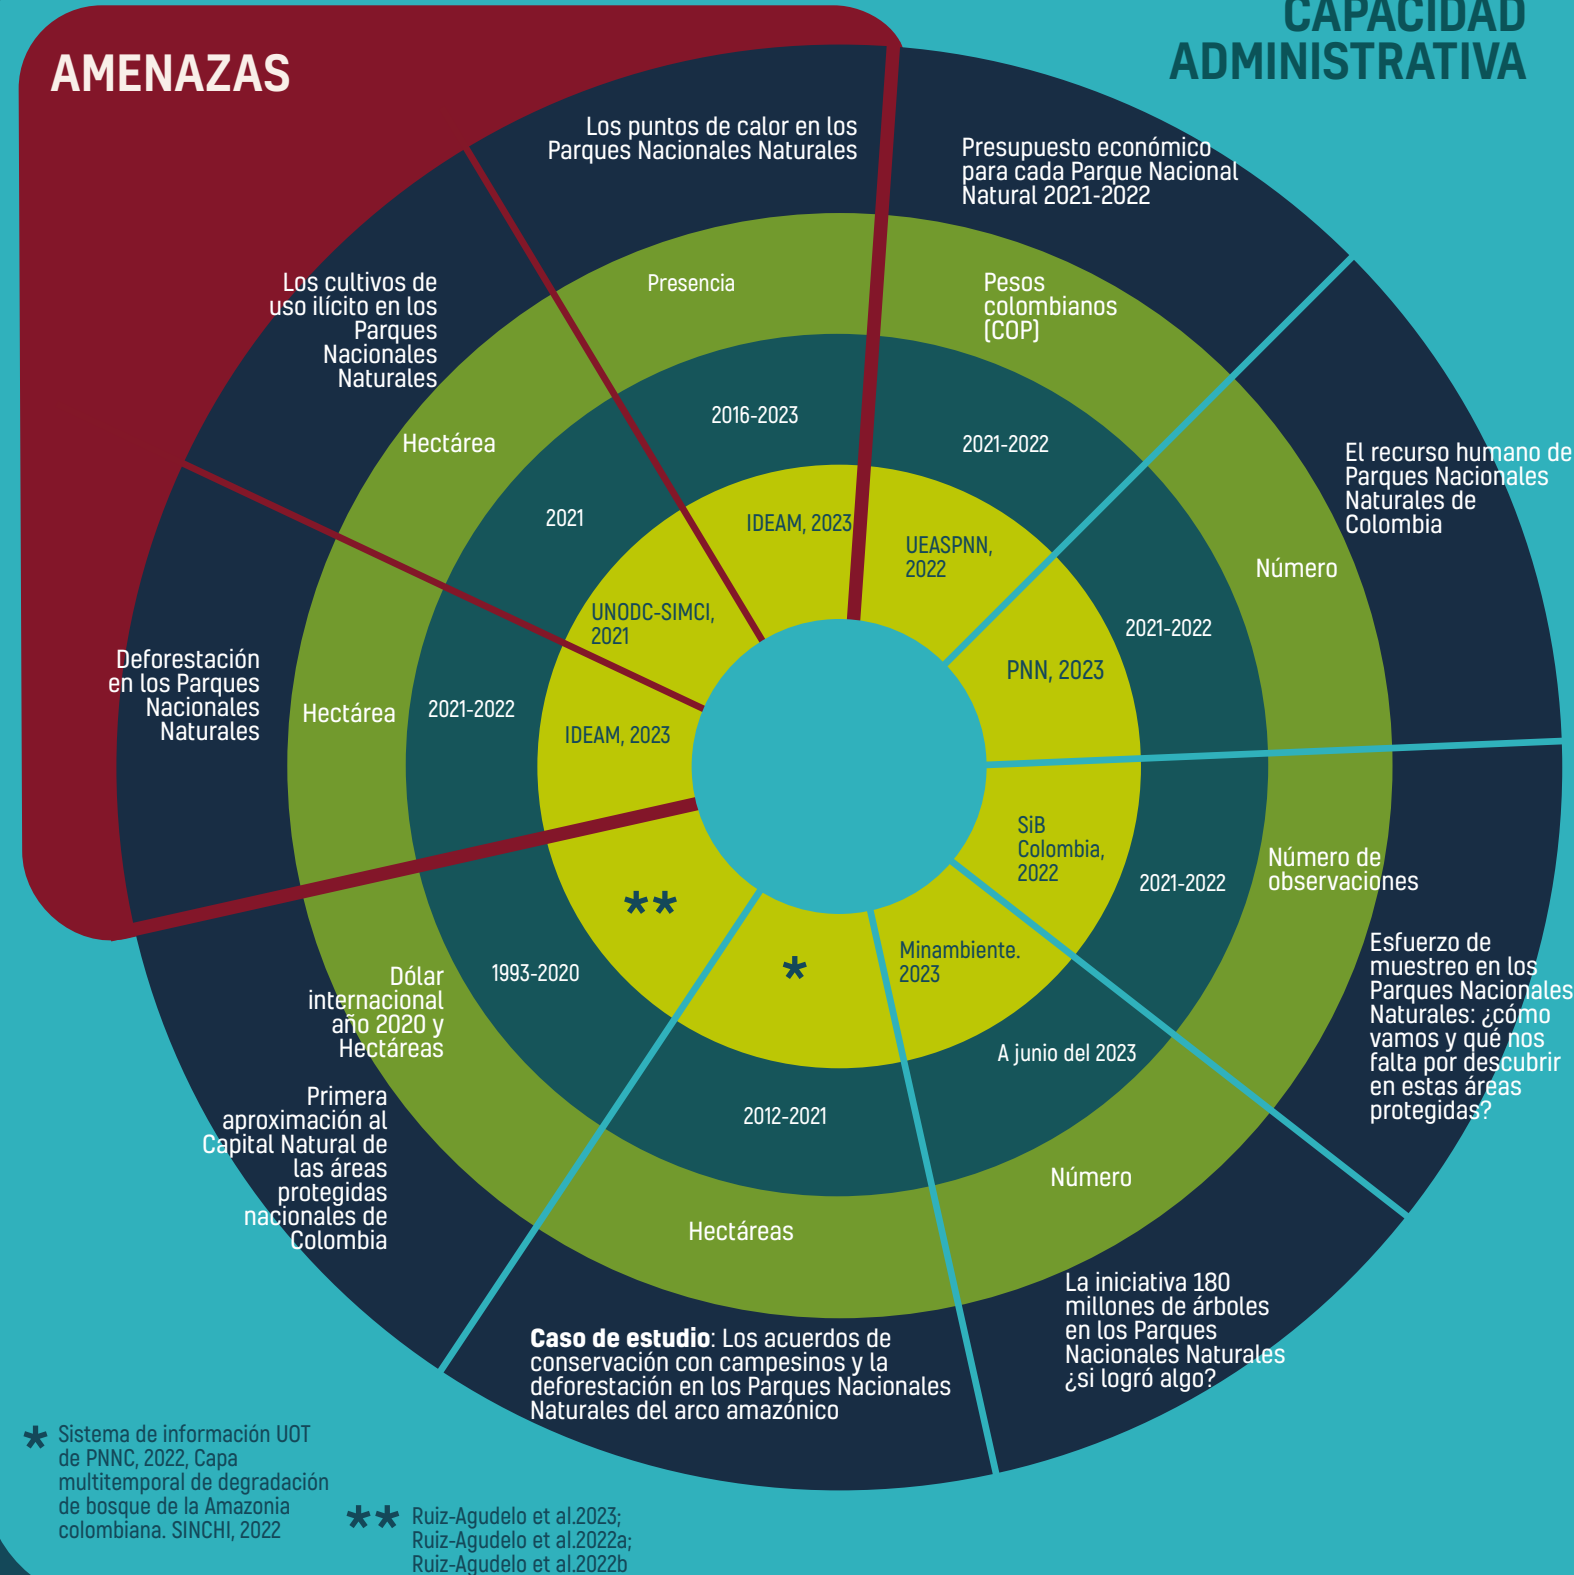 CAPACIDAD
ADMINISTRATIVA
AMENAZAS
Los puntos de calor en los
Parques Nacionales Naturales
Presencia
2016-2023
IDEAM, 2023
Presupuesto económico
para cada Parque Nacional
Natural 2021-2022
Pesos
colombianos
(COP)
2021-2022
UEASPNN,
2022
El recurso humano de
Parques Nacionales
Naturales de
Colombia
Número
2021-2022
PNN, 2023
Esfuerzo de
muestreo en los
Parques Nacionales
Naturales: ¿cómo
vamos y qué nos
falta por descubrir
en estas áreas
protegidas?
Número de
observaciones
2021-2022
SiB
Colombia,
2022
La iniciativa 180
millones de árboles
en los Parques
Nacionales Naturales
¿si logró algo?
Número
A junio del 2023
Minambiente.
2023
Caso de estudio: Los acuerdos de
conservación con campesinos y la
deforestación en los Parques Nacionales
Naturales del arco amazónico
Hectáreas
2012-2021
*
Primera
aproximación al
Capital Natural de
las áreas
protegidas
nacionales de
Colombia
Dólar
internacional
año 2020 y
Hectáreas
1993-2020
**
Deforestación
en los Parques
Nacionales
Naturales
Hectárea
2021-2022
IDEAM, 2023
Los cultivos de
uso ilícito en los
Parques
Nacionales
Naturales
Hectárea
2021
UNODC-SIMCI,
2021
* Sistema de información UOT
de PNNC, 2022, Capa
multitemporal de degradación
de bosque de la Amazonia
colombiana. SINCHI, 2022
** Ruiz-Agudelo et al.2023;
Ruiz-Agudelo et al.2022a;
Ruiz-Agudelo et al.2022b